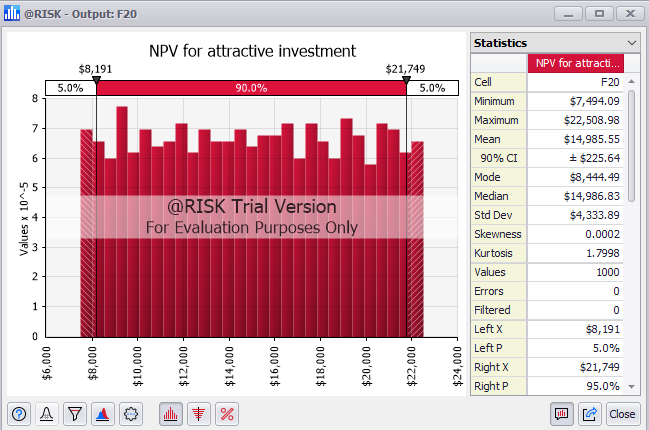 @RISK - Output: F20
NPV for attractive investment
$8,191 $21,749
5.0% 90.0% 5.0%
8
7
6
5
4
3
2
1
0
Values x 10^-5
@RISK Trial Version
For Evaluation Purposes Only
$6,000 $8,000 $10,000 $12,000 $14,000 $16,000 $18,000 $20,000 $22,000 $24,000
Statistics
NPV for attracti...
Cell F20
Minimum $7,494.09
Maximum $22,508.98
Mean $14,985.55
90% CI ± $225.64
Mode $8,444.49
Median $14,986.83
Std Dev $4,333.89
Skewness 0.0002
Kurtosis 1.7998
Values 1000
Errors 0
Filtered 0
Left X $8,191
Left P 5.0%
Right X $21,749
Right P 95.0%
Close